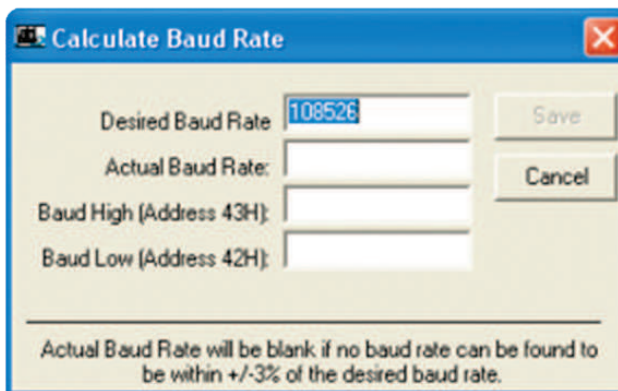 Calculate Baud Rate
Desired Baud Rate 108526 Save
Actual Baud Rate: Cancel
Baud High (Address 43H):
Baud Low (Address 42H):
Actual Baud Rate will be blank if no baud rate can be found to
be within +/-3% of the desired baud rate.